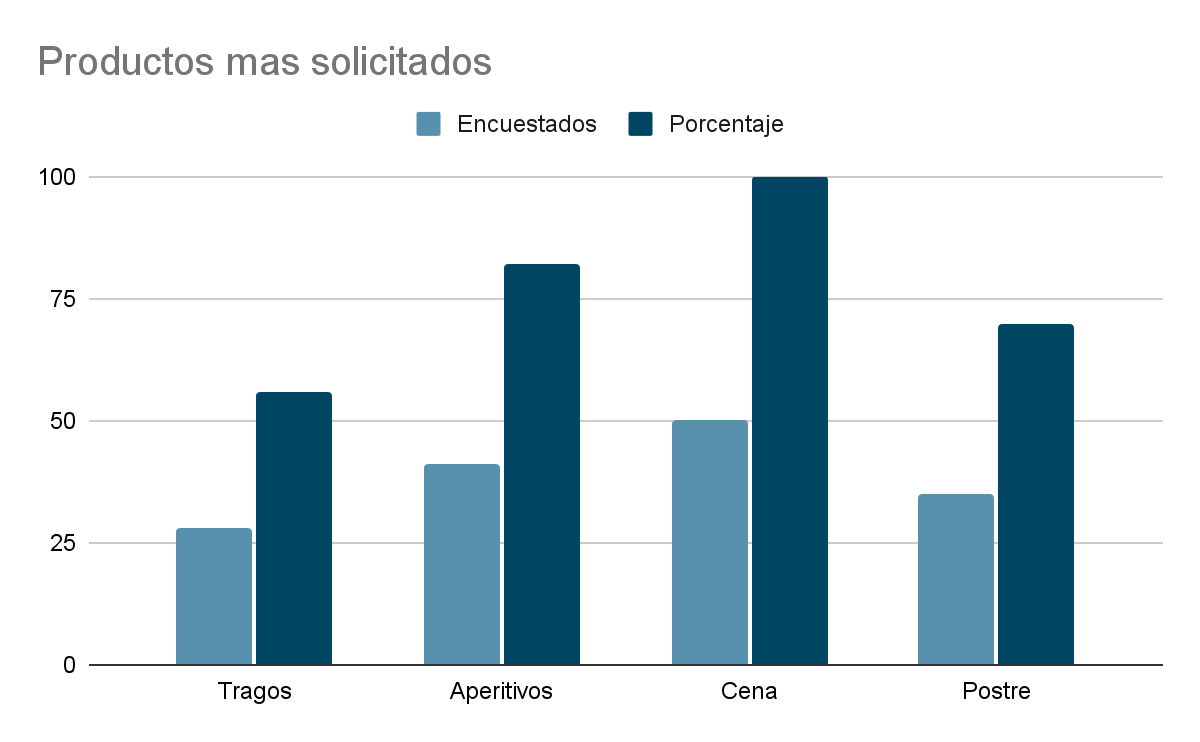 Productos mas solicitados
Encuestados Porcentaje
100
75
50
25
0
Tragos Aperitivos Cena Postre